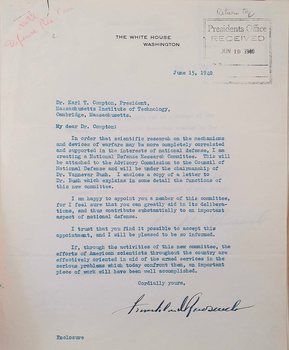 Return to
Presidents Office
RECEIVED
JUN 18 1940
THE WHITE HOUSE
WASHINGTON
June 15, 1940
Dr. Karl T. Compton, President,
Massachusetts Institute of Technology,
Cambridge, Massachusetts.
My dear Dr. Compton:
In order that scientific research on the mechanisms
and devices of warfare may be more completely correlated
and supported in the interests of national defense, I am
creating a National Defense Research Committee. This will
be attached to the Advisory Commission to the Council of
National Defense and will be under the chairmanship of
Dr. Vannevar Bush. I enclose a copy of a letter to
Dr. Bush which explains in some detail the functions of
this new committee.
I am happy to appoint you a member of this committee,
for I feel sure that you can greatly aid in its delibera-
tions, and thus contribute substantially to an important
aspect of national defense.
I trust that you find it possible to accept this
appointment, and I will be pleased to be so informed.
If, through the activities of this new committee, the
efforts of American scientists throughout the country are
effectively oriented in aid of the armed services in the
serious problems which today confront them, an important
piece of work will have been well accomplished.
Cordially yours,
Franklin D Roosevelt
Enclosure